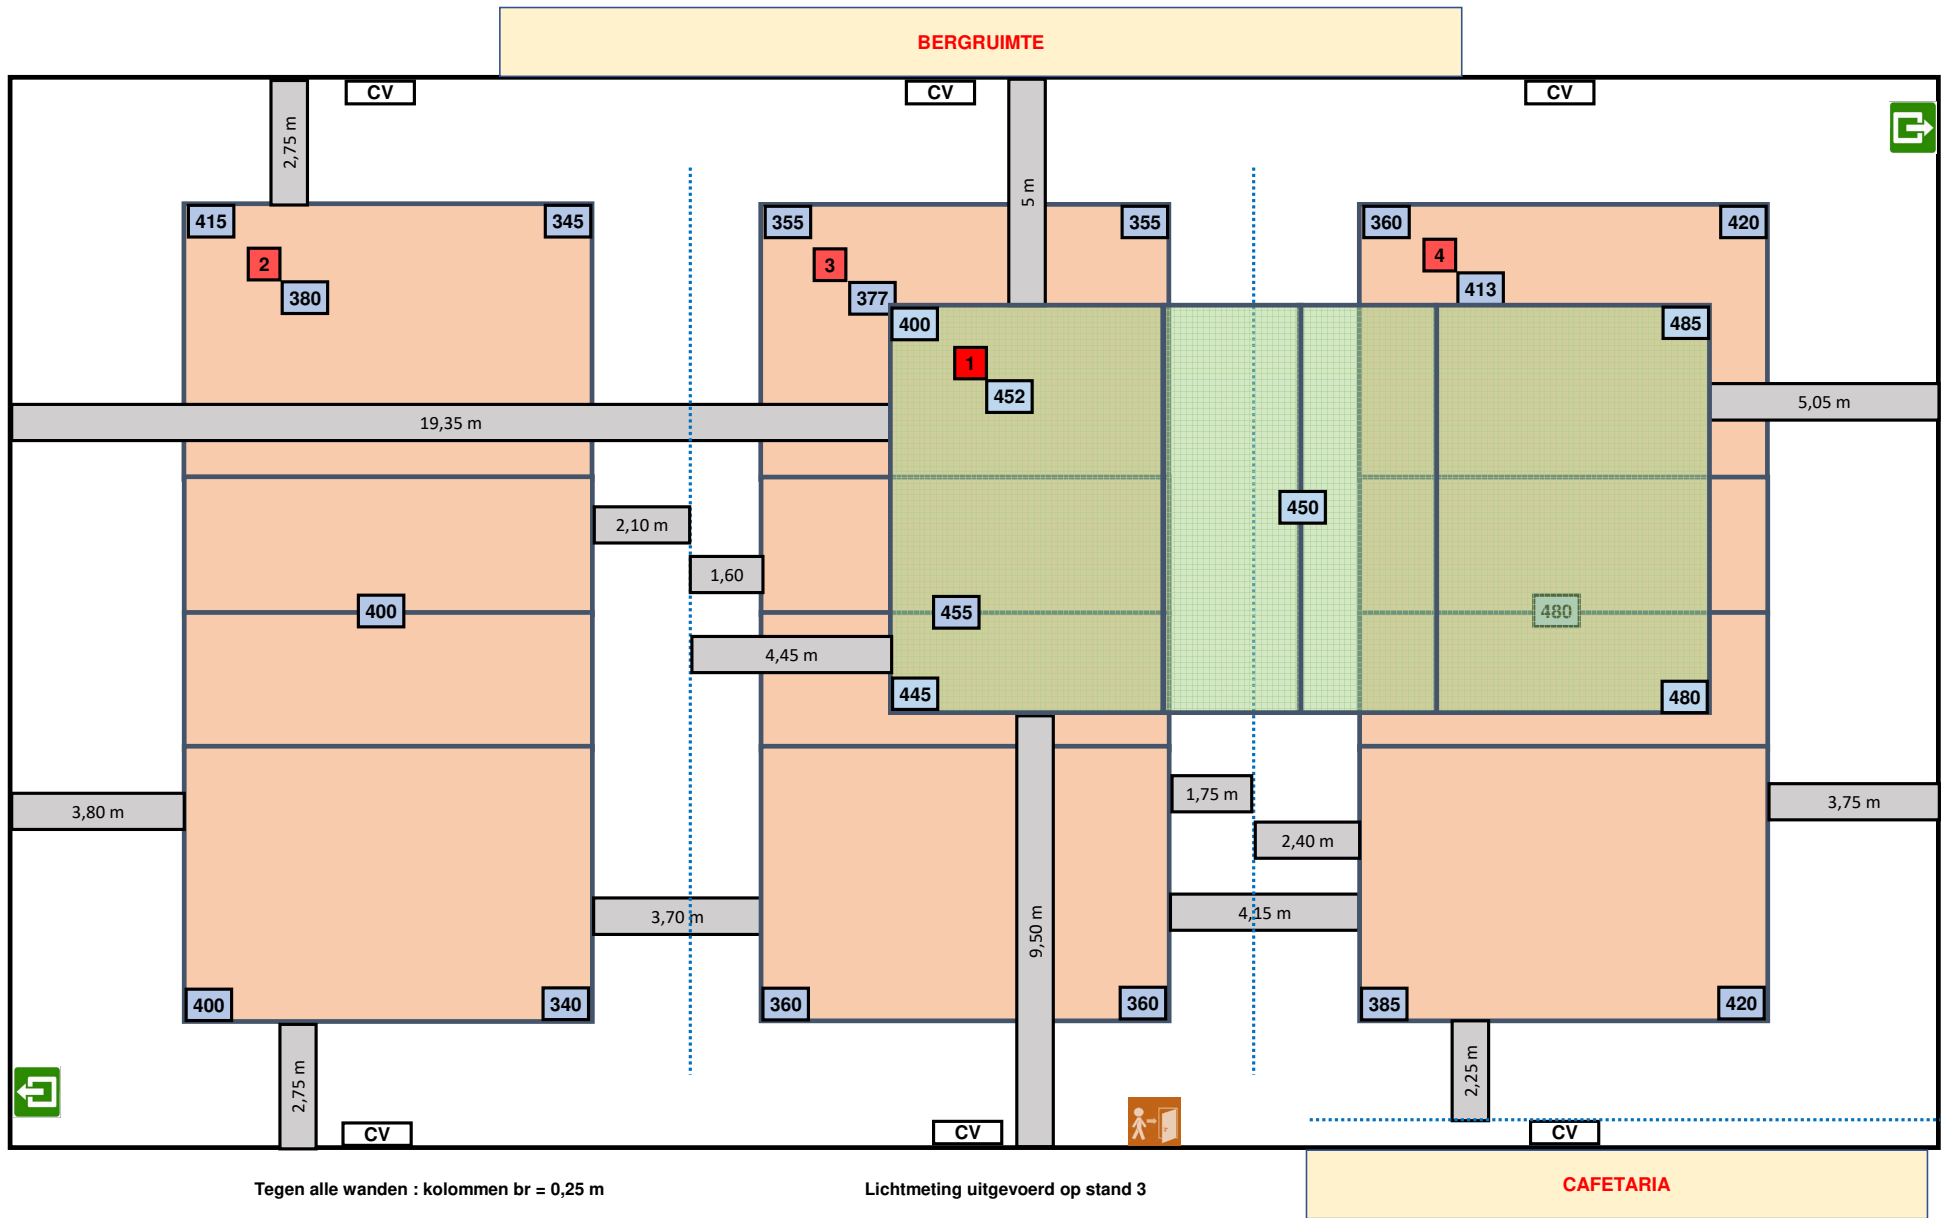 BERGRUIMTE
CV
CV
CV
2,75 m
5 m
415
345
355
355
360
420
2
3
4
380
377
413
400
485
1
452
19,35 m
5,05 m
450
2,10 m
1,60
400
455
480
4,45 m
445
480
3,80 m
1,75 m
3,75 m
2,40 m
3,70 m
4,15 m
9,50 m
400
340
360
360
385
420
2,75 m
2,25 m
CV
CV
CV
Tegen alle wanden : kolommen br = 0,25 m
Lichtmeting uitgevoerd op stand 3
CAFETARIA